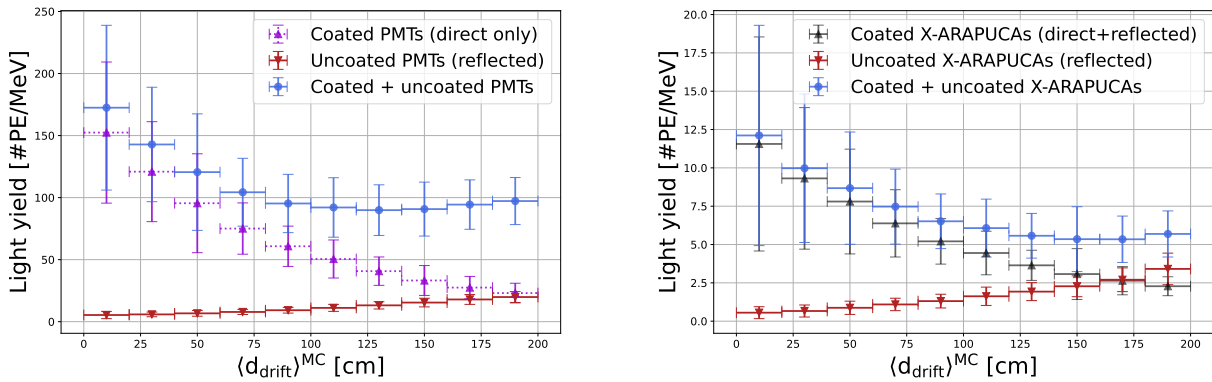 250
200
150
100
50
0
Light yield [#PE/MeV]
Coated PMTs (direct only)
Uncoated PMTs (reflected)
Coated + uncoated PMTs
0 25 50 75 100 125 150 175 200
⟨d_drift⟩^MC [cm]
20.0
17.5
15.0
12.5
10.0
7.5
5.0
2.5
0.0
Light yield [#PE/MeV]
Coated X-ARAPUCAs (direct+reflected)
Uncoated X-ARAPUCAs (reflected)
Coated + uncoated X-ARAPUCAs
0 25 50 75 100 125 150 175 200
⟨d_drift⟩^MC [cm]